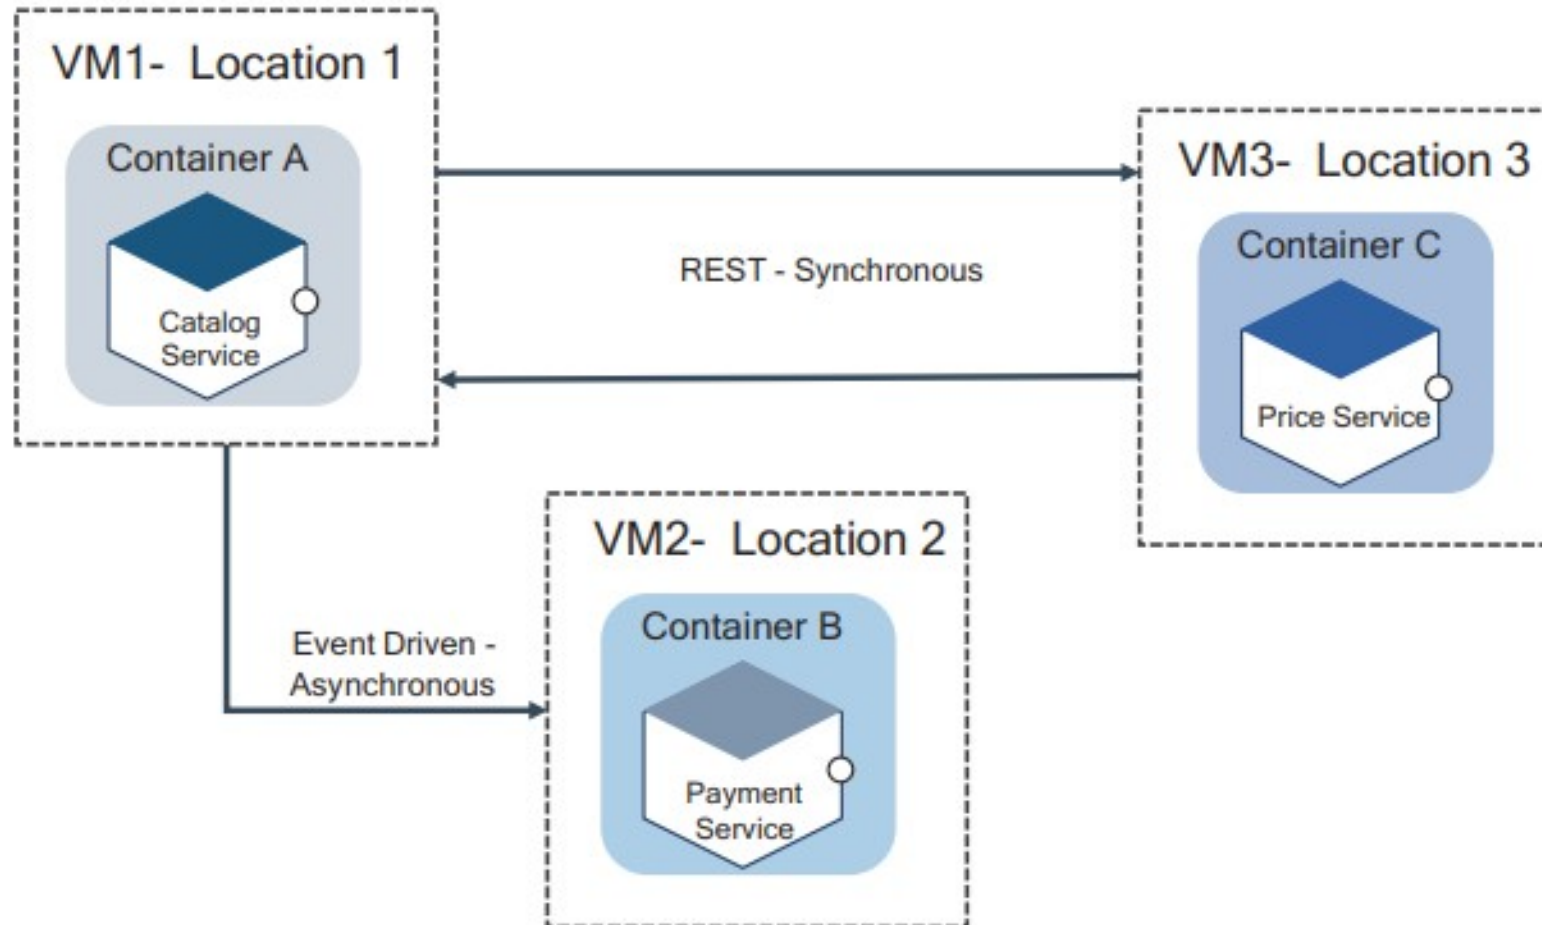 VM1- Location 1
Container A
Catalog
Service
REST - Synchronous
VM3- Location 3
Container C
Price Service
Event Driven -
Asynchronous
VM2- Location 2
Container B
Payment
Service